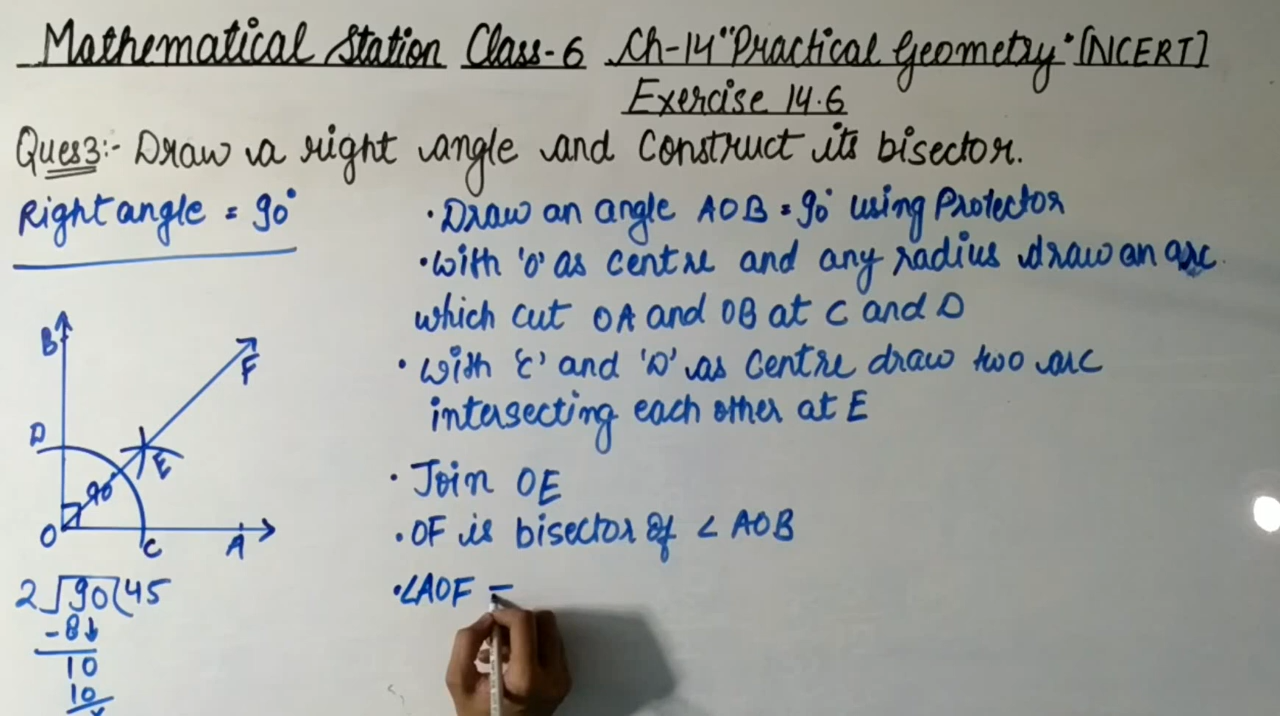 Mathematical Station Class-6 Ch-14 "Practical Geometry" [NCERT]
Exercise 14.6
Ques3:- Draw a right angle and construct its bisector.
Right angle = 90°
• Draw an angle AOB = 90° using Protector
• with 'O' as centre and any radius draw an arc
which cut OA and OB at C and D
• with 'C' and 'D' as centre draw two arc
intersecting each other at E
• Join OE
• OF is bisector of ∠AOB
• ∠AOF =
B
F
D
E
90°
O
C
A
2√90(45
-8↓
10
10
x